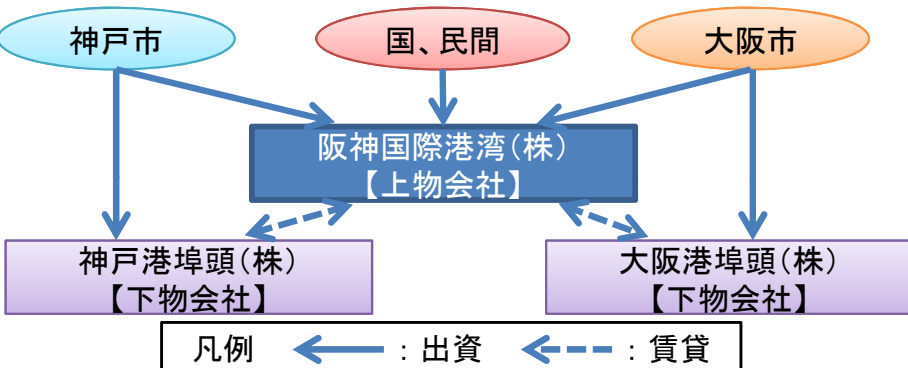 神戸市
国、民間
大阪市
阪神国際港湾(株)
【上物会社】
神戸港埠頭(株)
【下物会社】
大阪港埠頭(株)
【下物会社】
凡例 :出資 :賃貸